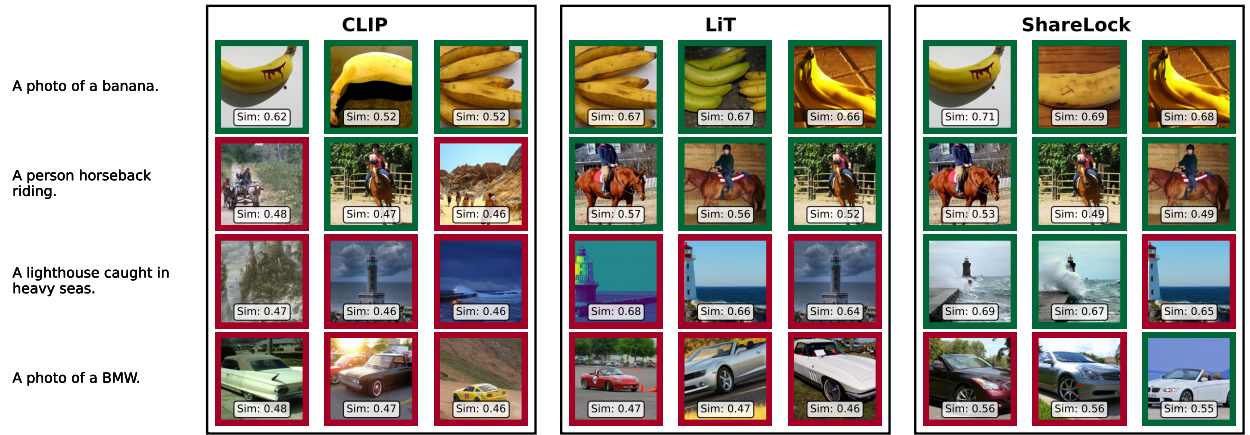 CLIP
LiT
ShareLock
A photo of a banana.
Sim: 0.62
Sim: 0.52
Sim: 0.52
Sim: 0.67
Sim: 0.67
Sim: 0.66
Sim: 0.71
Sim: 0.69
Sim: 0.68
A person horseback
riding.
Sim: 0.48
Sim: 0.47
Sim: 0.46
Sim: 0.57
Sim: 0.56
Sim: 0.52
Sim: 0.53
Sim: 0.49
Sim: 0.49
A lighthouse caught in
heavy seas.
Sim: 0.47
Sim: 0.46
Sim: 0.46
Sim: 0.68
Sim: 0.66
Sim: 0.64
Sim: 0.69
Sim: 0.67
Sim: 0.65
A photo of a BMW.
Sim: 0.48
Sim: 0.47
Sim: 0.46
Sim: 0.47
Sim: 0.47
Sim: 0.46
Sim: 0.56
Sim: 0.56
Sim: 0.55